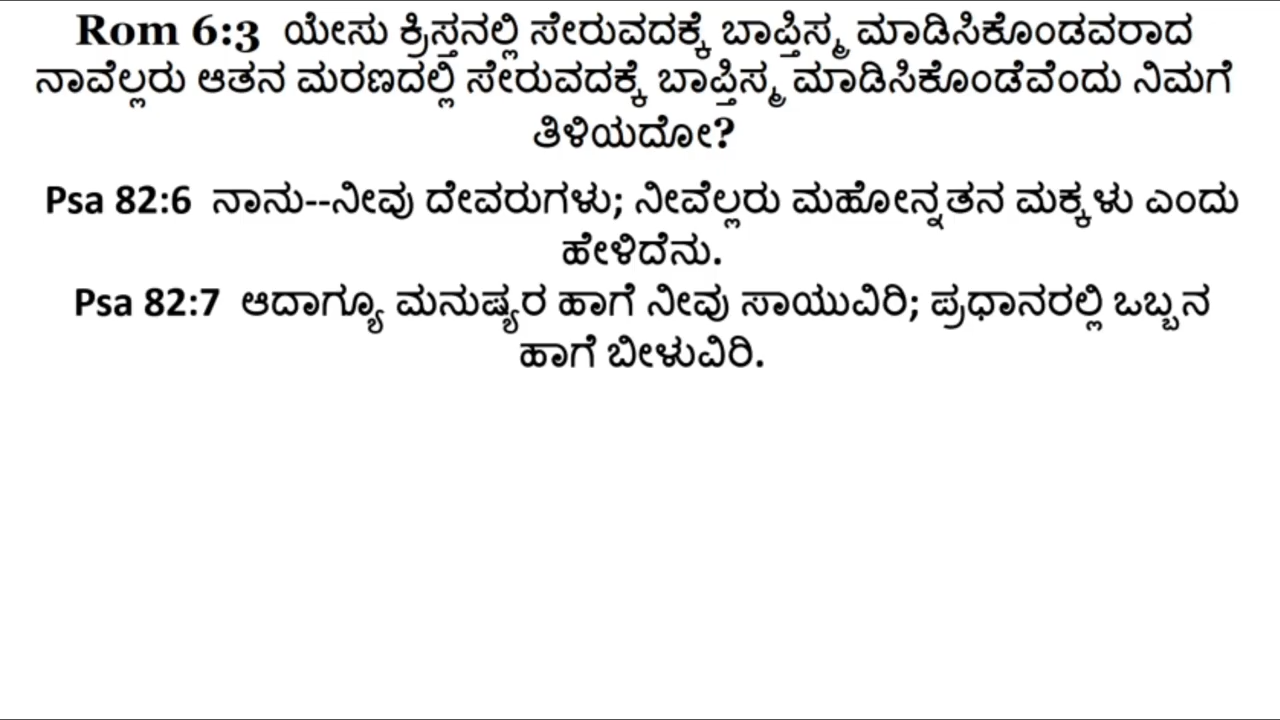 Rom 6:3 ಯೇಸು ಕ್ರಿಸ್ತನಲ್ಲಿ ಸೇರುವದಕ್ಕೆ ಬಾಪ್ತಿಸ್ಮ ಮಾಡಿಸಿಕೊಂಡವರಾದ
ನಾವೆಲ್ಲರು ಆತನ ಮರಣದಲ್ಲಿ ಸೇರುವದಕ್ಕೆ ಬಾಪ್ತಿಸ್ಮ ಮಾಡಿಸಿಕೊಂಡೆವೆಂದು ನಿಮಗೆ
ತಿಳಿಯದೋ?
Psa 82:6 ನಾನು--ನೀವು ದೇವರುಗಳು; ನೀವೆಲ್ಲರು ಮಹೋನ್ನತನ ಮಕ್ಕಳು ಎಂದು
ಹೇಳಿದೆನು.
Psa 82:7 ಆದಾಗ್ಯೂ ಮನುಷ್ಯರ ಹಾಗೆ ನೀವು ಸಾಯುವಿರಿ; ಪ್ರಧಾನರಲ್ಲಿ ಒಬ್ಬನ
ಹಾಗೆ ಬೀಳುವಿರಿ.